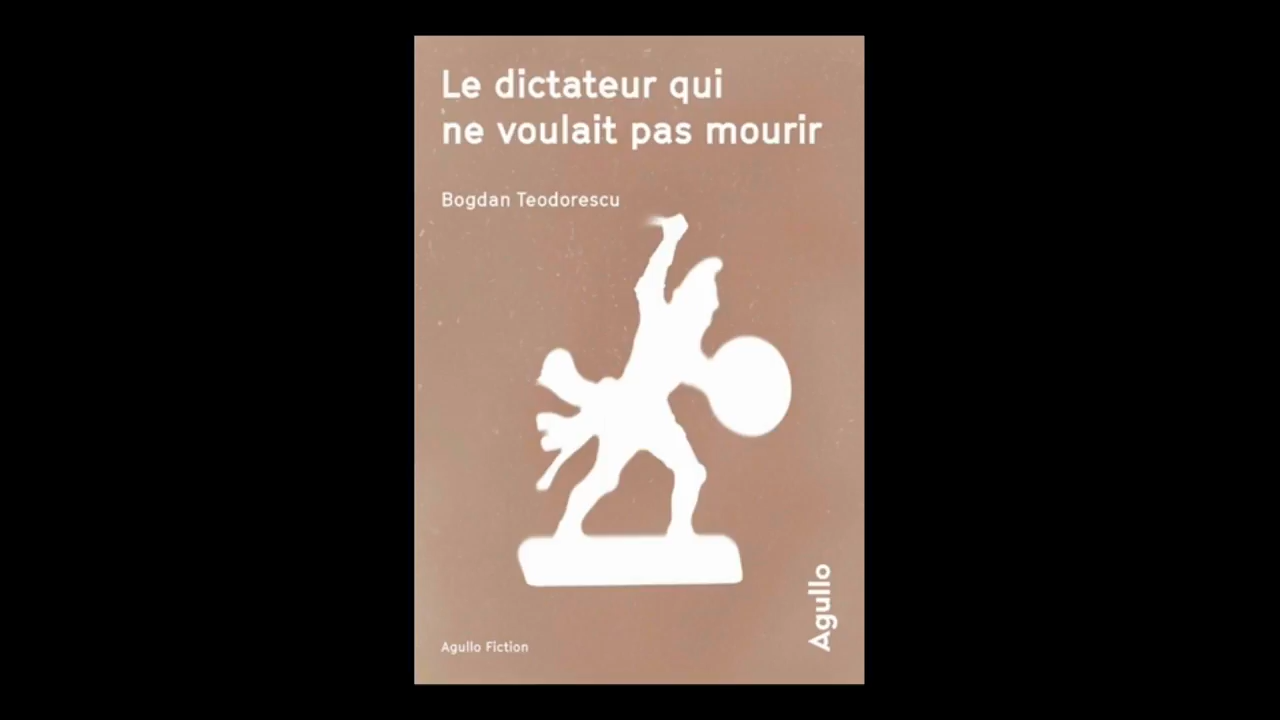 Le dictateur qui
ne voulait pas mourir
Bogdan Teodorescu
Agullo
Agullo Fiction